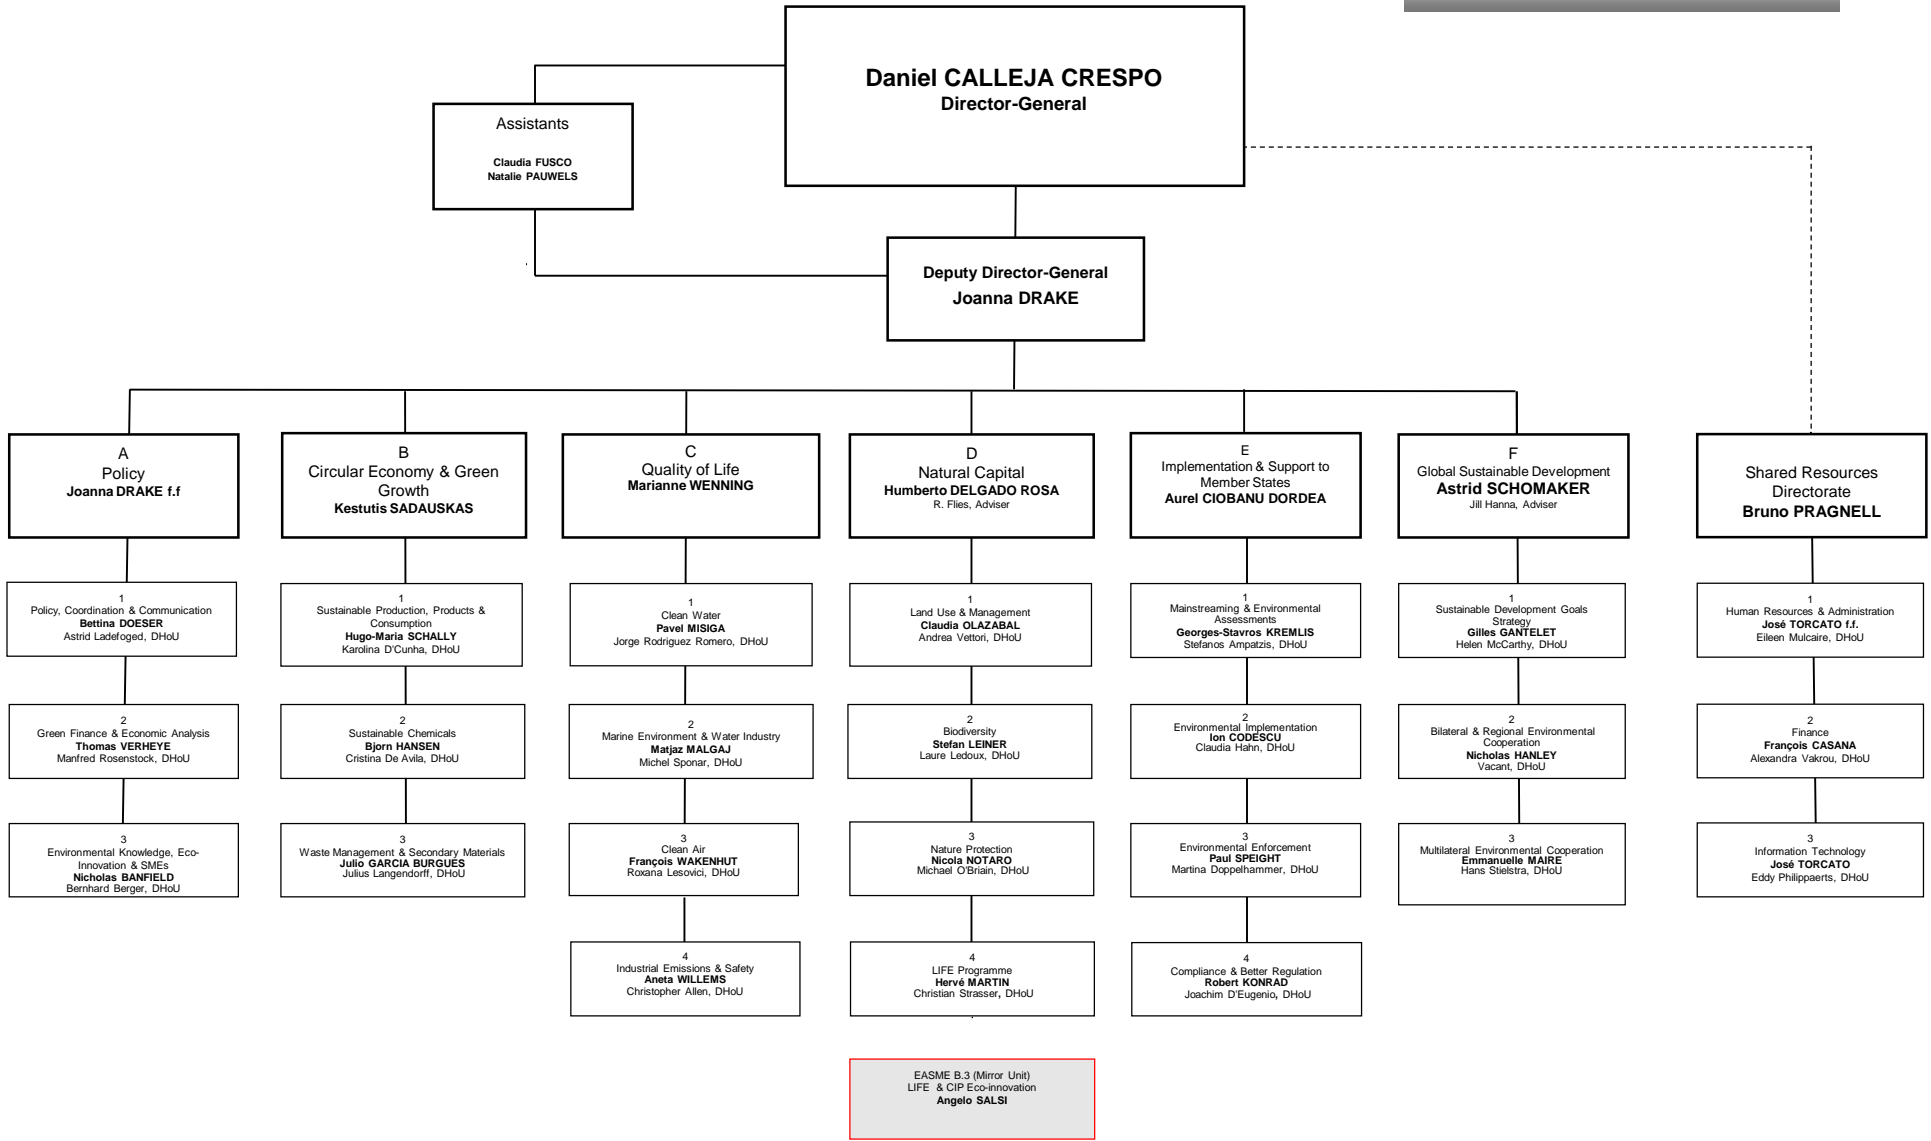 Daniel CALLEJA CRESPO
Director-General
Assistants
Claudia FUSCO
Natalie PAUWELS
Deputy Director-General
Joanna DRAKE
A
Policy
Joanna DRAKE f.f
B
Circular Economy & Green
Growth
Kestutis SADAUSKAS
C
Quality of Life
Marianne WENNING
D
Natural Capital
Humberto DELGADO ROSA
R. Flies, Adviser
E
Implementation & Support to
Member States
Aurel CIOBANU DORDEA
F
Global Sustainable Development
Astrid SCHOMAKER
Jill Hanna, Adviser
Shared Resources
Directorate
Bruno PRAGNELL
1
Policy, Coordination & Communication
Bettina DOESER
Astrid Ladefoged, DHoU
1
Sustainable Production, Products &
Consumption
Hugo-Maria SCHALLY
Karolina D'Cunha, DHoU
1
Clean Water
Pavel MISIGA
Jorge Rodriguez Romero, DHoU
1
Land Use & Management
Claudia OLAZABAL
Andrea Vettori, DHoU
1
Mainstreaming & Environmental
Assessments
Georges-Stavros KREMLIS
Stefanos Ampatzis, DHoU
1
Sustainable Development Goals
Strategy
Gilles GANTELET
Helen McCarthy, DHoU
1
Human Resources & Administration
José TORCATO f.f.
Eileen Mulcaire, DHoU
2
Green Finance & Economic Analysis
Thomas VERHEYE
Manfred Rosenstock, DHoU
2
Sustainable Chemicals
Bjorn HANSEN
Cristina De Avila, DHoU
2
Marine Environment & Water Industry
Matjaz MALGAJ
Michel Sponar, DHoU
2
Biodiversity
Stefan LEINER
Laure Ledoux, DHoU
2
Environmental Implementation
Ion CODESCU
Claudia Hahn, DHoU
2
Bilateral & Regional Environmental
Cooperation
Nicholas HANLEY
Vacant, DHoU
2
Finance
François CASANA
Alexandra Vakrou, DHoU
3
Environmental Knowledge, Eco-
Innovation & SMEs
Nicholas BANFIELD
Bernhard Berger, DHoU
3
Waste Management & Secondary Materials
Julio GARCIA BURGUES
Julius Langendorff, DHoU
3
Clean Air
François WAKENHUT
Roxana Lesovici, DHoU
3
Nature Protection
Nicola NOTARO
Michael O'Briain, DHoU
3
Environmental Enforcement
Paul SPEIGHT
Martina Doppelhammer, DHoU
3
Multilateral Environmental Cooperation
Emmanuelle MAIRE
Hans Stielstra, DHoU
3
Information Technology
José TORCATO
Eddy Philippaerts, DHoU
4
Industrial Emissions & Safety
Aneta WILLEMS
Christopher Allen, DHoU
4
LIFE Programme
Hervé MARTIN
Christian Strasser, DHoU
4
Compliance & Better Regulation
Robert KONRAD
Joachim D'Eugenio, DHoU
EASME B.3 (Mirror Unit)
LIFE & CIP Eco-innovation
Angelo SALSI